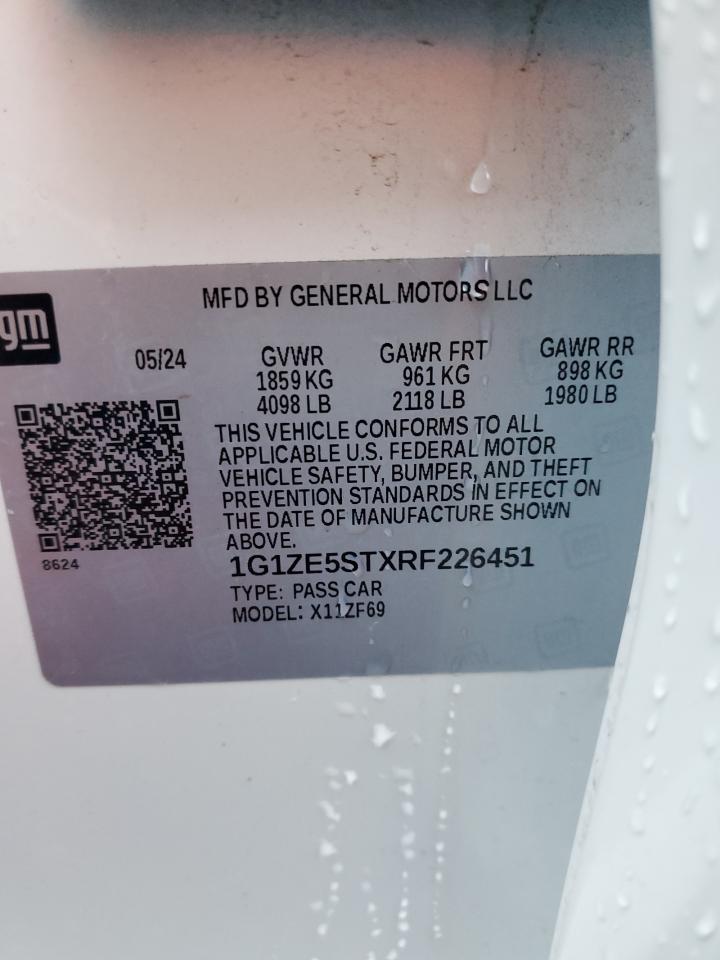 MFD BY GENERAL MOTORS LLC
gm
05/24
GVWR GAWR FRT GAWR RR
1859 KG 961 KG 898 KG
4098 LB 2118 LB 1980 LB
THIS VEHICLE CONFORMS TO ALL
APPLICABLE U.S. FEDERAL MOTOR
VEHICLE SAFETY, BUMPER, AND THEFT
PREVENTION STANDARDS IN EFFECT ON
THE DATE OF MANUFACTURE SHOWN
ABOVE.
8624
1G1ZE5STXRF226451
TYPE: PASS CAR
MODEL: X11ZF69